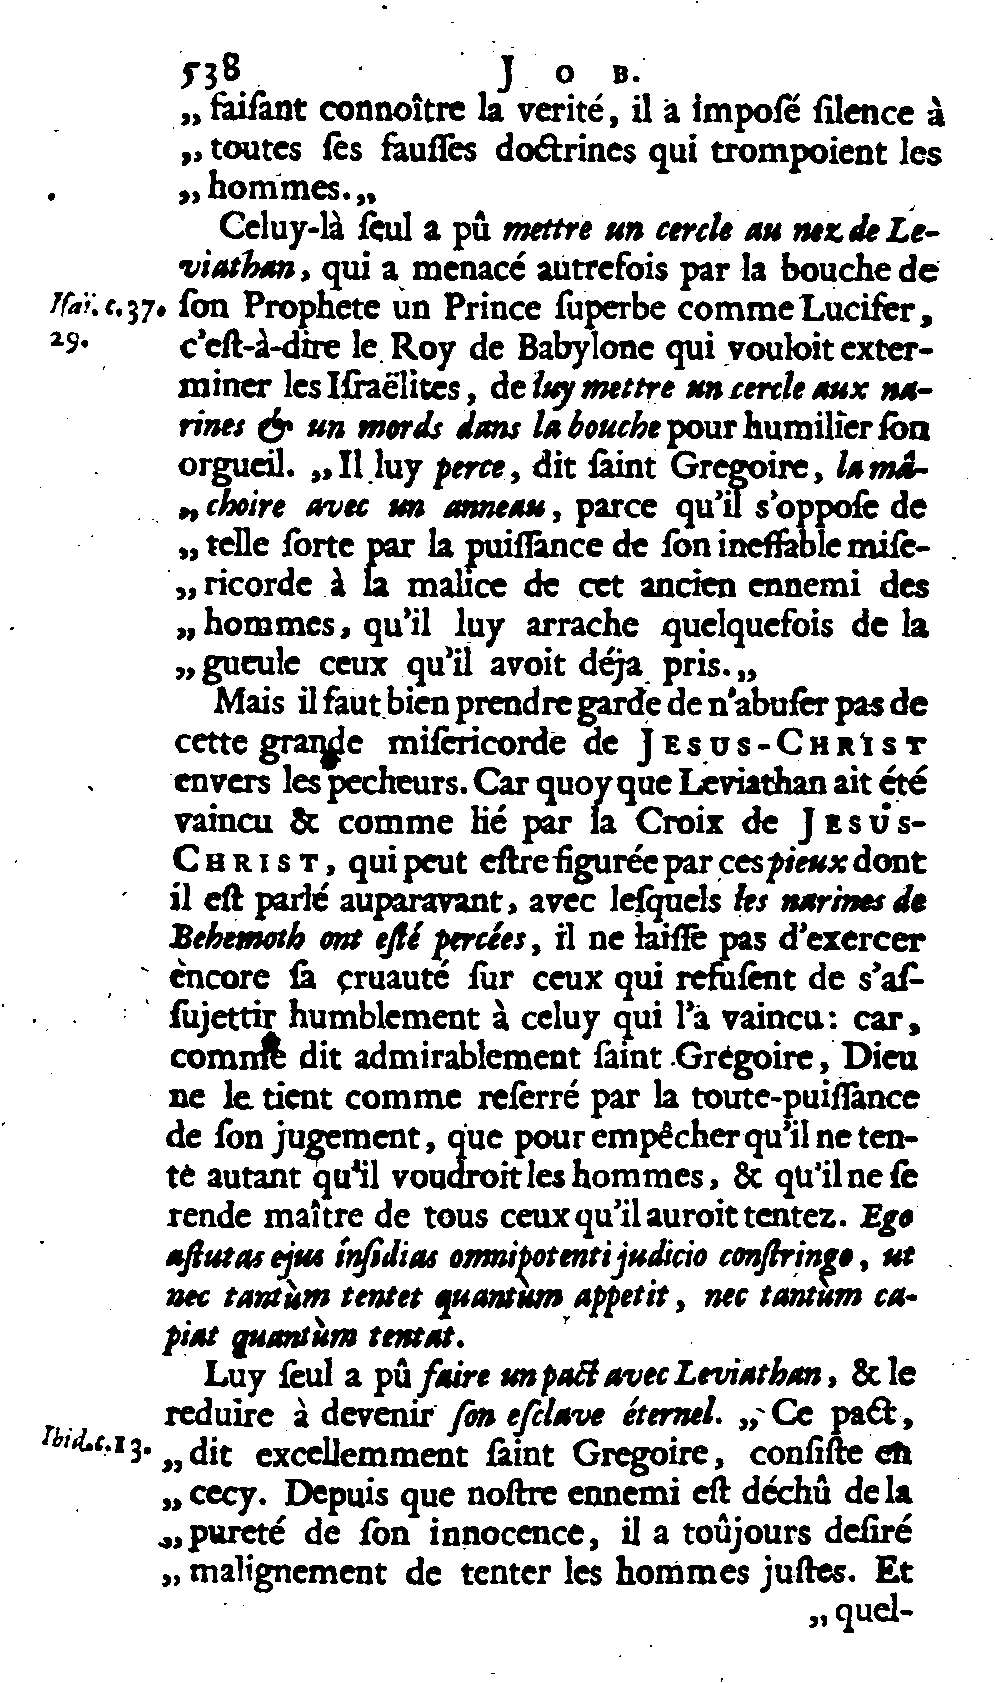 538 JOB.
„ faiſant connoître la verité, il a impoſé ſilence à
„ toutes ſes fauſſes doctrines qui trompoient les
„ hommes.„
Celuy-là ſeul a pû mettre un cercle au nez de Le-
viathan, qui a menacé autrefois par la bouche de
Iſaï. c. 37. ſon Prophete un Prince ſuperbe comme Lucifer,
29. c'eſt-à-dire le Roy de Babylone qui vouloit exter-
miner les Iſraëlites, de luy mettre un cercle aux na-
rines & un mords dans la bouche pour humilier ſon
orgueil. „ Il luy perce, dit ſaint Gregoire, la mâ-
„ choire avec un anneau, parce qu'il s'oppoſe de
„ telle ſorte par la puiſſance de ſon ineffable miſe-
„ ricorde à la malice de cet ancien ennemi des
„ hommes, qu'il luy arrache quelquefois de la
„ gueule ceux qu'il avoit déja pris.„
Mais il faut bien prendre garde de n'abuſer pas de
cette grande miſericorde de JESUS-CHRIST
envers les pecheurs. Car quoy que Leviathan ait été
vaincu & comme lié par la Croix de JESUS-
CHRIST, qui peut eſtre figurée par ces pieux dont
il eſt parlé auparavant, avec leſquels les narines de
Behemoth ont eſté percées, il ne laiſſe pas d'exercer
encore ſa cruauté ſur ceux qui refuſent de s'aſ-
ſujettir humblement à celuy qui l'a vaincu: car,
comme dit admirablement ſaint Gregoire, Dieu
ne le tient comme reſerré par la toute-puiſſance
de ſon jugement, que pour empêcher qu'il ne ten-
te autant qu'il voudroit les hommes, & qu'il ne ſe
rende maître de tous ceux qu'il auroit tentez. Ego
aſtutas ejus inſidias omnipotenti judicio conſtringo, ut
nec tantùm tentet quantùm appetit, nec tantùm ca-
piat quantùm tentat.
Luy ſeul a pû faire un pact avec Leviathan, & le
reduire à devenir ſon eſclave éternel. „ Ce pact,
Ibid. c. 13. „ dit excellemment ſaint Gregoire, conſiſte en
„ cecy. Depuis que noſtre ennemi eſt déchû de la
„ pureté de ſon innocence, il a toûjours deſiré
„ malignement de tenter les hommes juſtes. Et
„ quel-